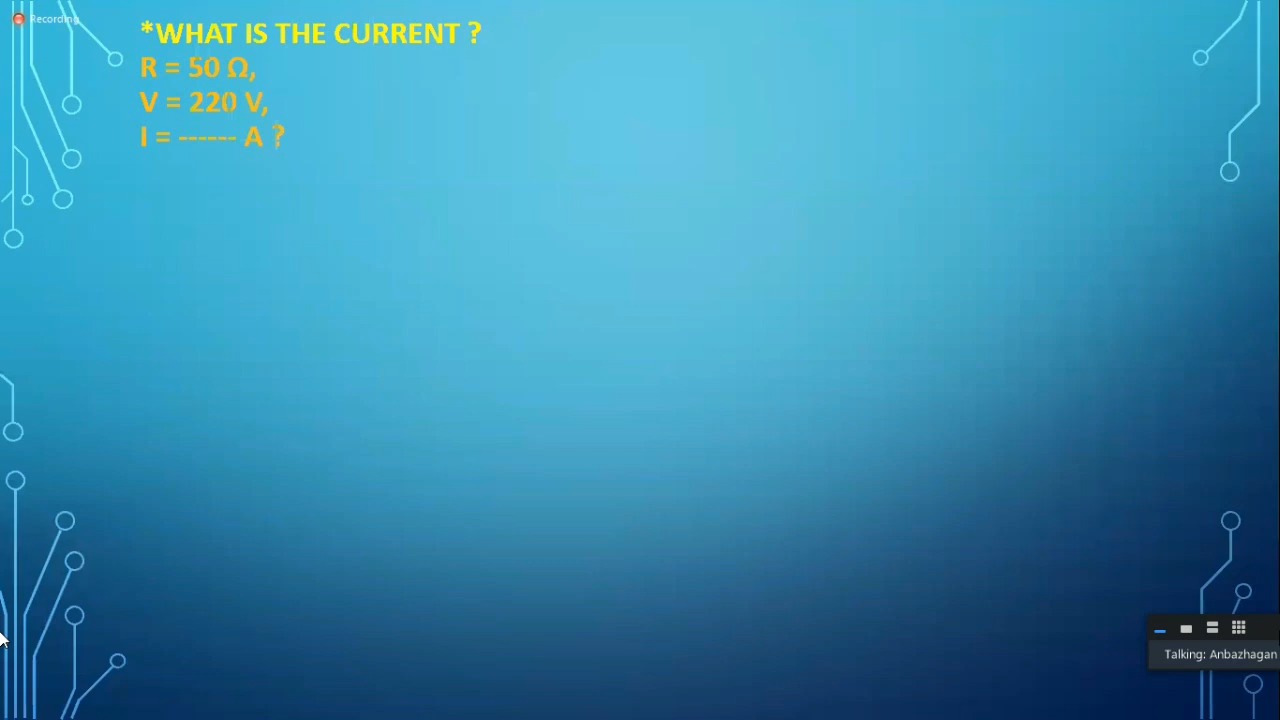 Recording
*WHAT IS THE CURRENT ?
R = 50 Ω,
V = 220 V,
I = ------ A ?
Talking: Anbazhagan